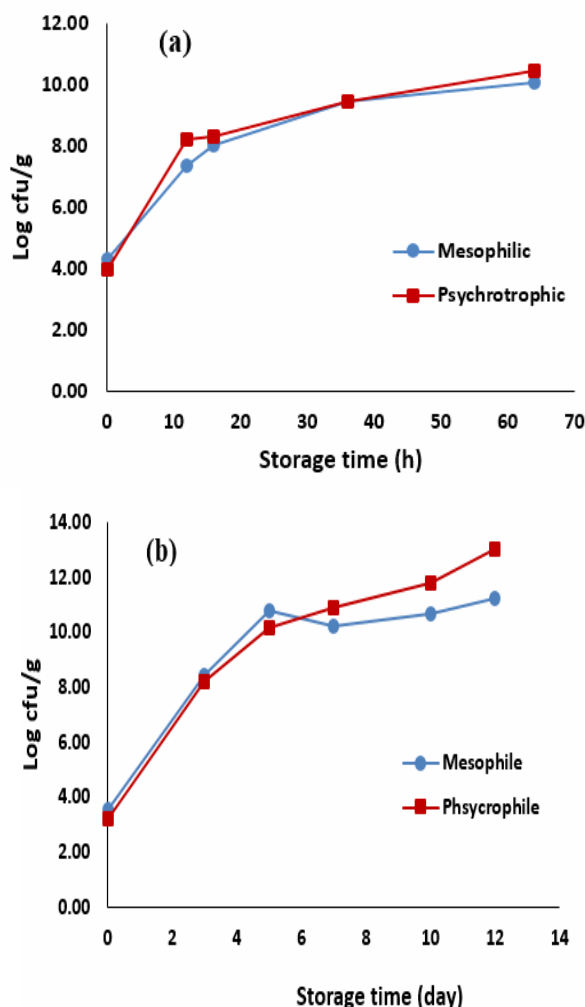 12.00
(a)
10.00
8.00
6.00
4.00
2.00
0.00
Log cfu/g
Mesophilic
Psychrotrophic
0 10 20 30 40 50 60 70
Storage time (h)
14.00
(b)
12.00
10.00
8.00
6.00
4.00
2.00
0.00
Log cfu/g
Mesophile
Phsycrophile
0 2 4 6 8 10 12 14
Storage time (day)